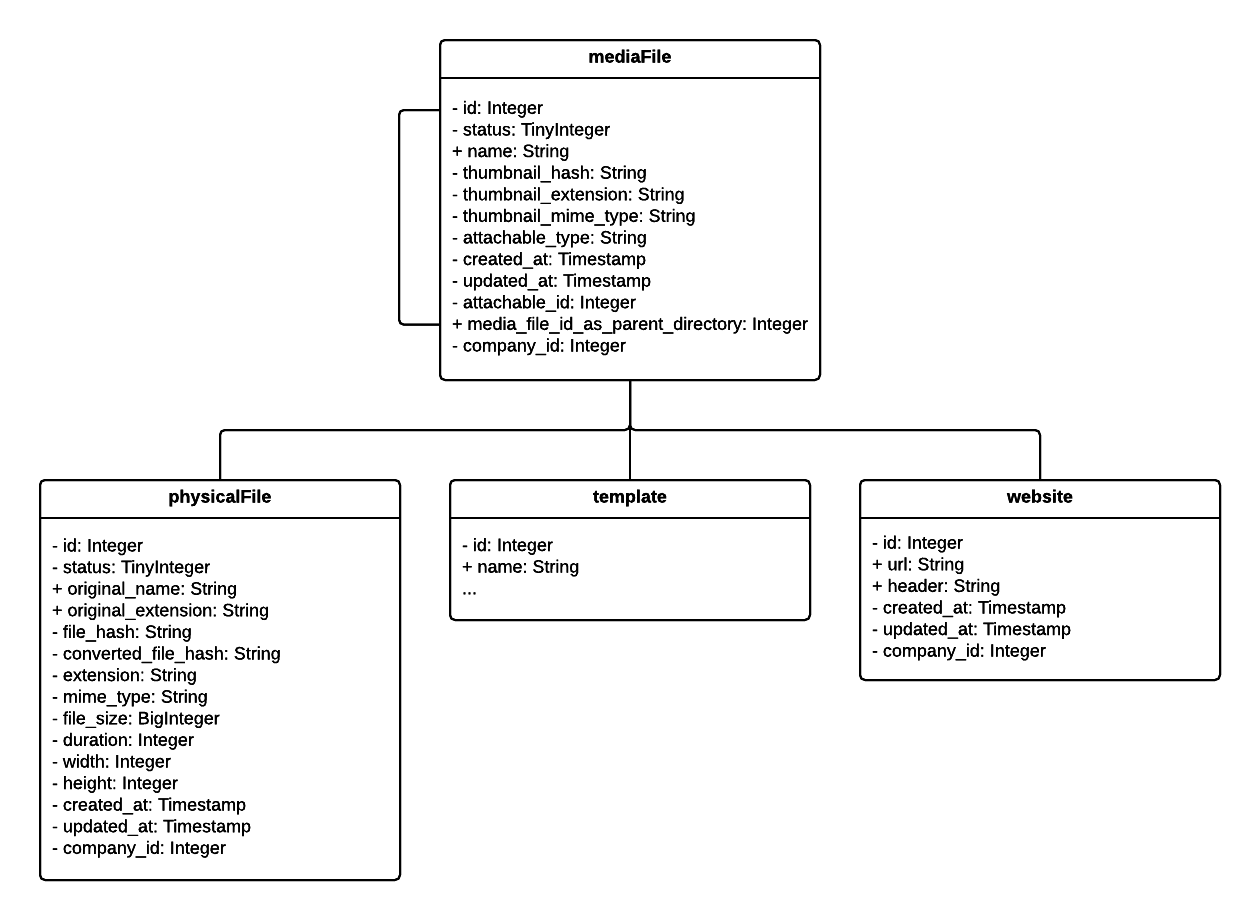 mediaFile
- id: Integer
- status: TinyInteger
+ name: String
- thumbnail_hash: String
- thumbnail_extension: String
- thumbnail_mime_type: String
- attachable_type: String
- created_at: Timestamp
- updated_at: Timestamp
- attachable_id: Integer
+ media_file_id_as_parent_directory: Integer
- company_id: Integer
physicalFile
- id: Integer
- status: TinyInteger
+ original_name: String
+ original_extension: String
- file_hash: String
- converted_file_hash: String
- extension: String
- mime_type: String
- file_size: BigInteger
- duration: Integer
- width: Integer
- height: Integer
- created_at: Timestamp
- updated_at: Timestamp
- company_id: Integer
template
- id: Integer
+ name: String
...
website
- id: Integer
+ url: String
+ header: String
- created_at: Timestamp
- updated_at: Timestamp
- company_id: Integer